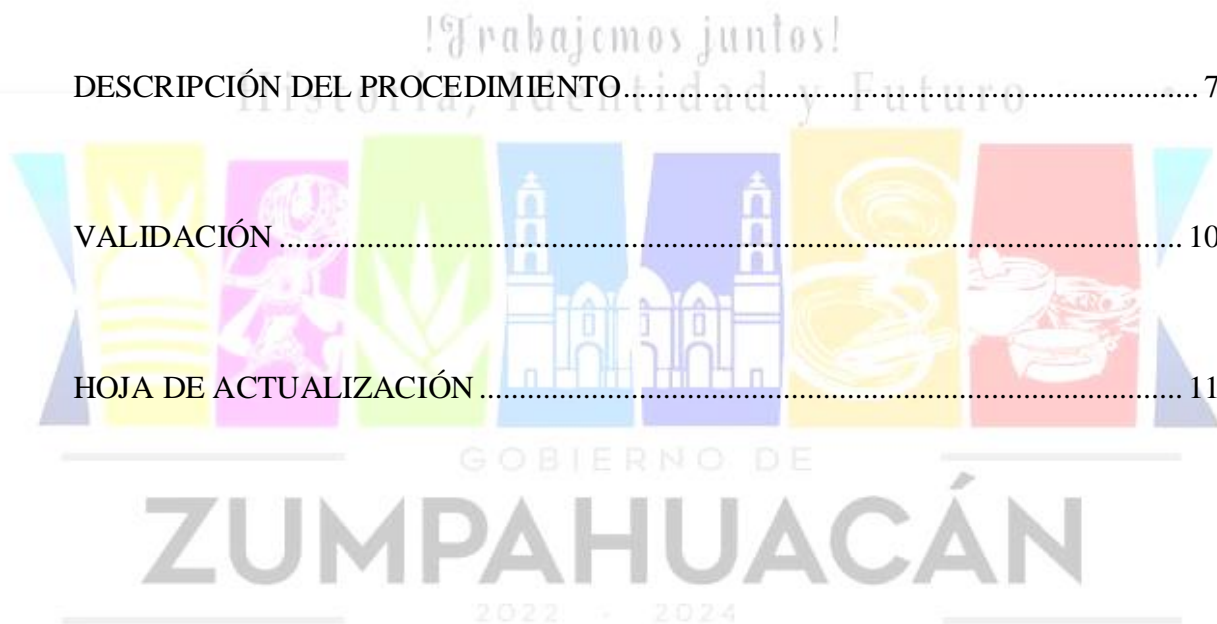 !Trabajemos juntos!
DESCRIPCIÓN DEL PROCEDIMIENTO........................................................................ 7
Historia, Identidad y Futuro
VALIDACIÓN ................................................................................................................. 10
HOJA DE ACTUALIZACIÓN ........................................................................................ 11
GOBIERNO DE
ZUMPAHUACÁN
2022 - 2024